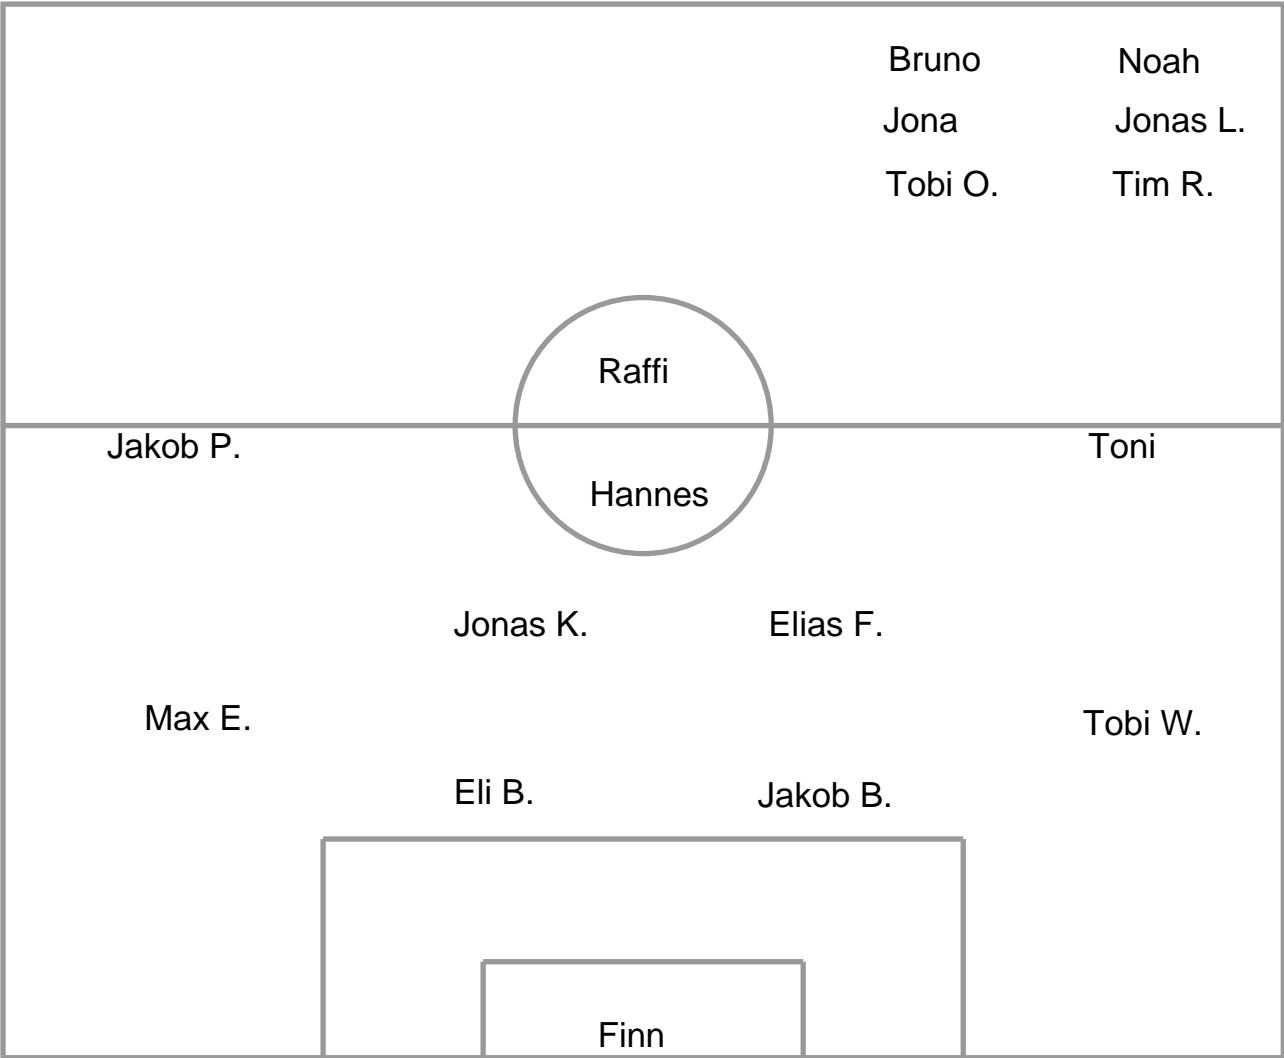 Bruno Noah
Jona Jonas L.
Tobi O. Tim R.
Raffi
Jakob P. Toni
Hannes
Jonas K. Elias F.
Max E. Tobi W.
Eli B. Jakob B.
Finn